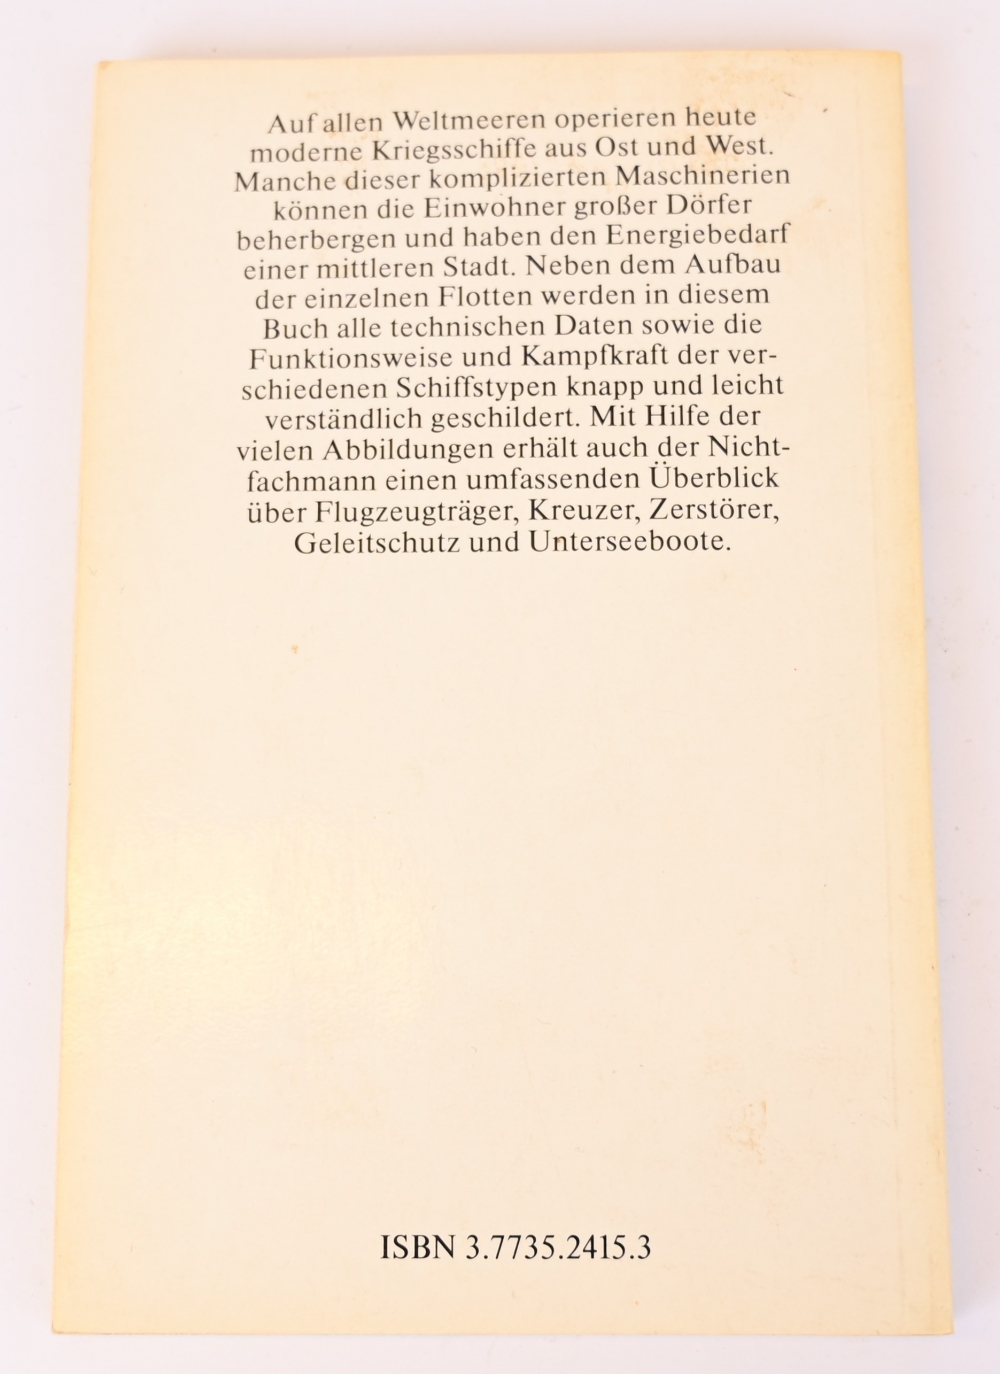 Auf allen Weltmeeren operieren heute
moderne Kriegsschiffe aus Ost und West.
Manche dieser komplizierten Maschinerien
können die Einwohner großer Dörfer
beherbergen und haben den Energiebedarf
einer mittleren Stadt. Neben dem Aufbau
der einzelnen Flotten werden in diesem
Buch alle technischen Daten sowie die
Funktionsweise und Kampfkraft der ver-
schiedenen Schiffstypen knapp und leicht
verständlich geschildert. Mit Hilfe der
vielen Abbildungen erhält auch der Nicht-
fachmann einen umfassenden Überblick
über Flugzeugträger, Kreuzer, Zerstörer,
Geleitschutz und Unterseeboote.
ISBN 3.7735.2415.3